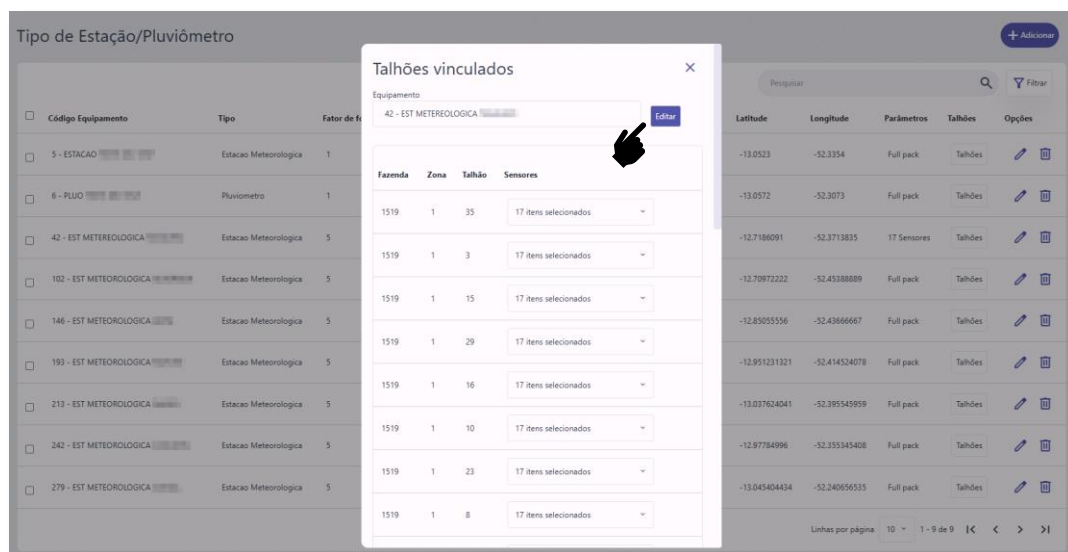 Tipo de Estação/Pluviômetro
+ Adicionar
Talhões vinculados
Equipamento
42 - EST METEREOLOGICA
Editar
Pesquisar
Filtrar
Código Equipamento Tipo Fator de Latitude Longitude Parâmetros Talhões Opções
5 - ESTACAO Estacao Meteorologica 1 -13.0523 -52.3354 Full pack Talhões
6 - PLUO Pluviometro 1 -13.0572 -52.3073 Full pack Talhões
42 - EST METEREOLOGICA Estacao Meteorologica 5 -12.7186091 -52.3713835 17 Sensores Talhões
102 - EST METEOROLOGICA Estacao Meteorologica 5 -12.70972222 -52.45388889 Full pack Talhões
146 - EST METEOROLOGICA Estacao Meteorologica 5 -12.85055556 -52.43666667 Full pack Talhões
193 - EST METEOROLOGICA Estacao Meteorologica 5 -12.951231321 -52.414524078 Full pack Talhões
213 - EST METEOROLOGICA Estacao Meteorologica 5 -13.037624041 -52.395545959 Full pack Talhões
242 - EST METEOROLOGICA Estacao Meteorologica 5 -12.97784996 -52.355345408 Full pack Talhões
279 - EST METEOROLOGICA Estacao Meteorologica 5 -13.045404434 -52.240656535 Full pack Talhões
Fazenda Zona Talhão Sensores
1519 1 35 17 itens selecionados
1519 1 3 17 itens selecionados
1519 1 15 17 itens selecionados
1519 1 29 17 itens selecionados
1519 1 16 17 itens selecionados
1519 1 10 17 itens selecionados
1519 1 23 17 itens selecionados
1519 1 8 17 itens selecionados
Linhas por página 10 1 - 9 de 9